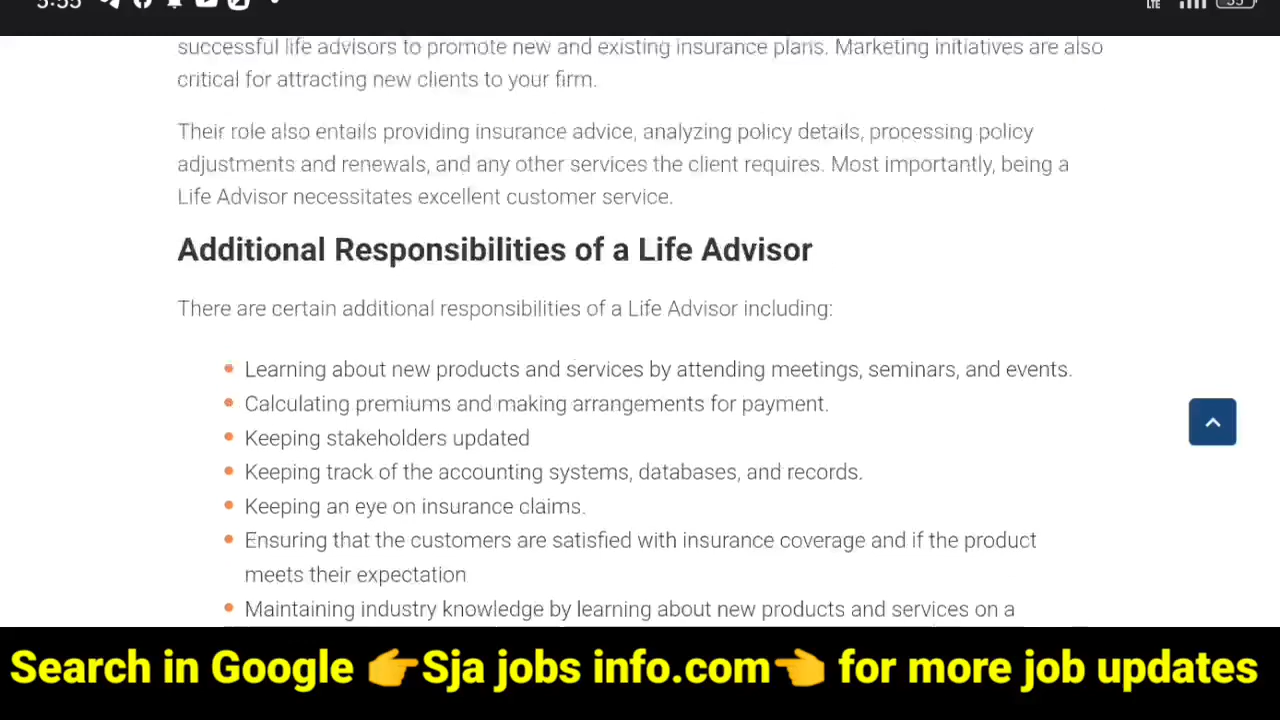 LTE
successful life advisors to promote new and existing insurance plans. Marketing initiatives are also
critical for attracting new clients to your firm.
Their role also entails providing insurance advice, analyzing policy details, processing policy
adjustments and renewals, and any other services the client requires. Most importantly, being a
Life Advisor necessitates excellent customer service.
Additional Responsibilities of a Life Advisor
There are certain additional responsibilities of a Life Advisor including:
Learning about new products and services by attending meetings, seminars, and events.
Calculating premiums and making arrangements for payment.
Keeping stakeholders updated
Keeping track of the accounting systems, databases, and records.
Keeping an eye on insurance claims.
Ensuring that the customers are satisfied with insurance coverage and if the product
meets their expectation
Maintaining industry knowledge by learning about new products and services on a
Search in Google 👉Sja jobs info.com👈 for more job updates